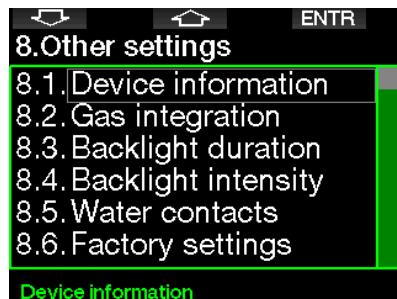 ENTR
8.Other settings
8.1.Device information
8.2.Gas integration
8.3.Backlight duration
8.4.Backlight intensity
8.5.Water contacts
8.6.Factory settings
Device information